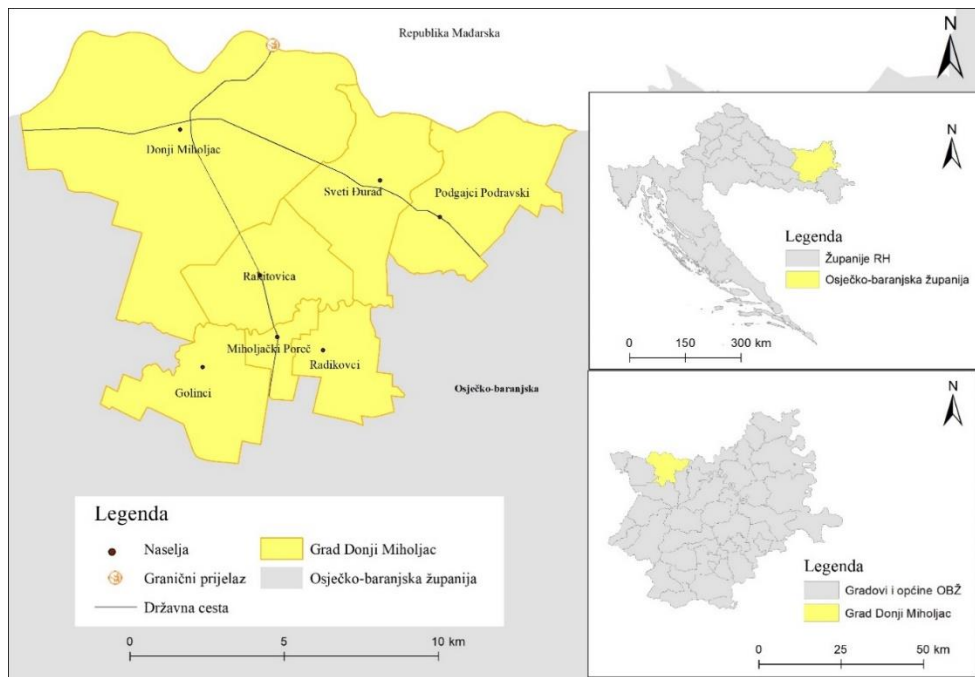 Republika Mađarska
N
Donji Miholjac
Sveti Đurađ
Podgajci Podravski
Rakitovica
Miholjački Poreč
Radikovci
Golinci
Osječko-baranjska
Legenda
Naselja
Granični prijelaz
Državna cesta
Grad Donji Miholjac
Osječko-baranjska županija
0 5 10 km
N
Legenda
Županije RH
Osječko-baranjska županija
0 150 300 km
N
Legenda
Gradovi i općine OBŽ
Grad Donji Miholjac
0 25 50 km